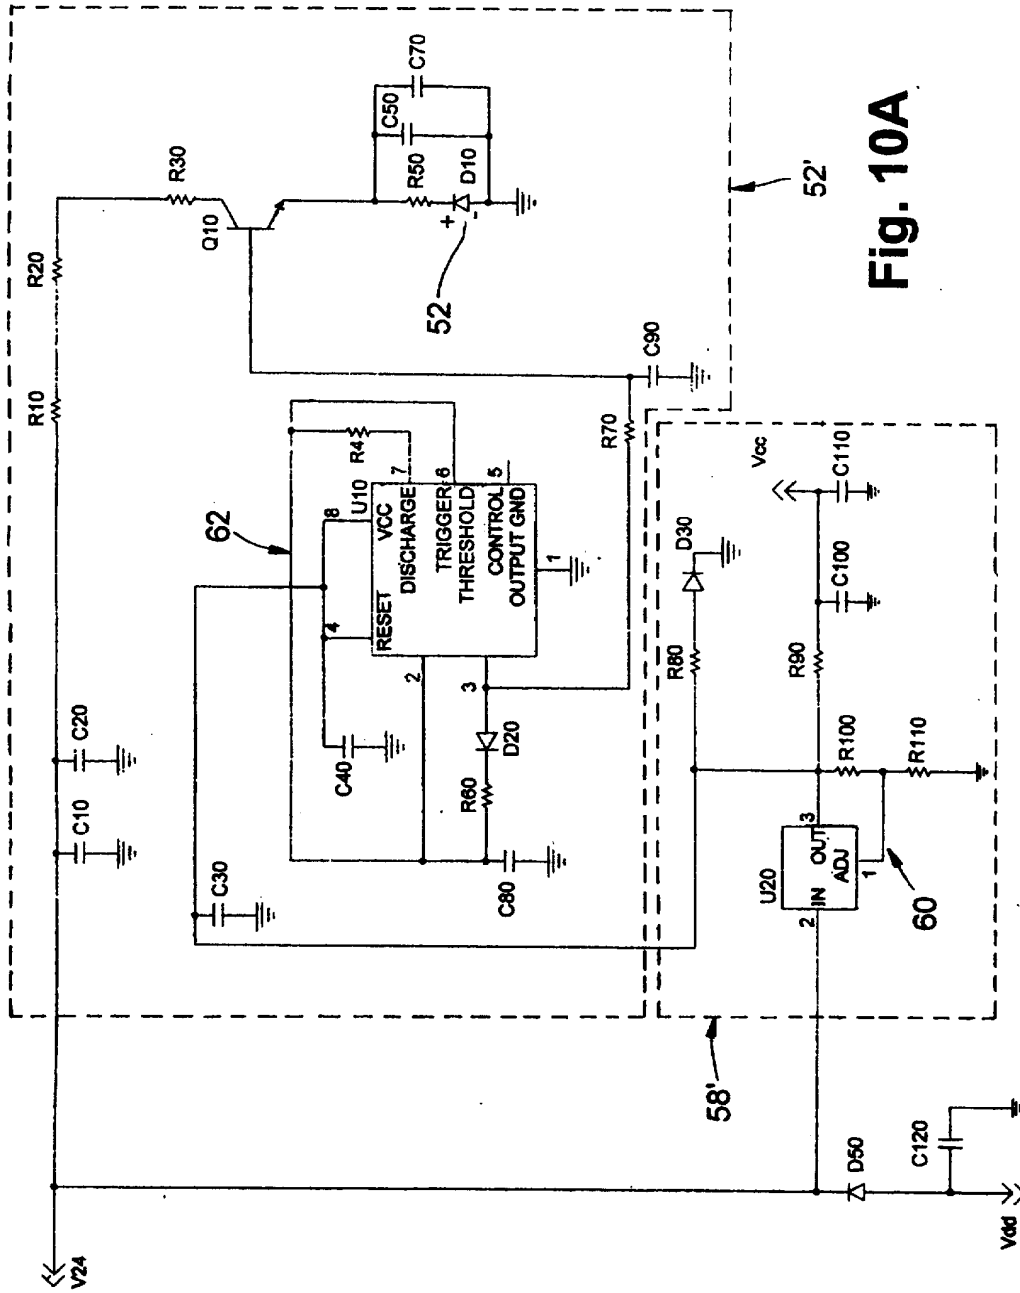 R10
R20
R30
Q10
C50
C70
R50
D10
+
-
52
52'
C10
C20
C30
C40
62
4
8
U10
RESET
VCC
DISCHARGE
7
R4
TRIGGER
6
THRESHOLD
CONTROL
5
OUTPUT GND
1
2
3
D20
R60
C80
R70
C90
V24
58'
U20
2
IN
OUT
3
ADJ
1
60
R80
D30
R90
R100
R110
C100
C110
Vcc
D50
C120
Vdd
Fig. 10A